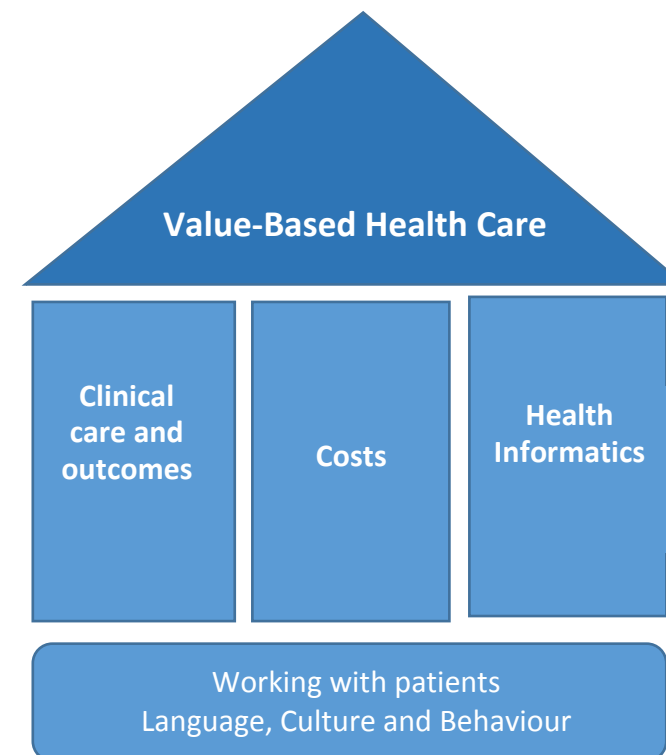 Value-Based Health Care
Clinical
care and
outcomes
Costs
Health
Informatics
Working with patients
Language, Culture and Behaviour